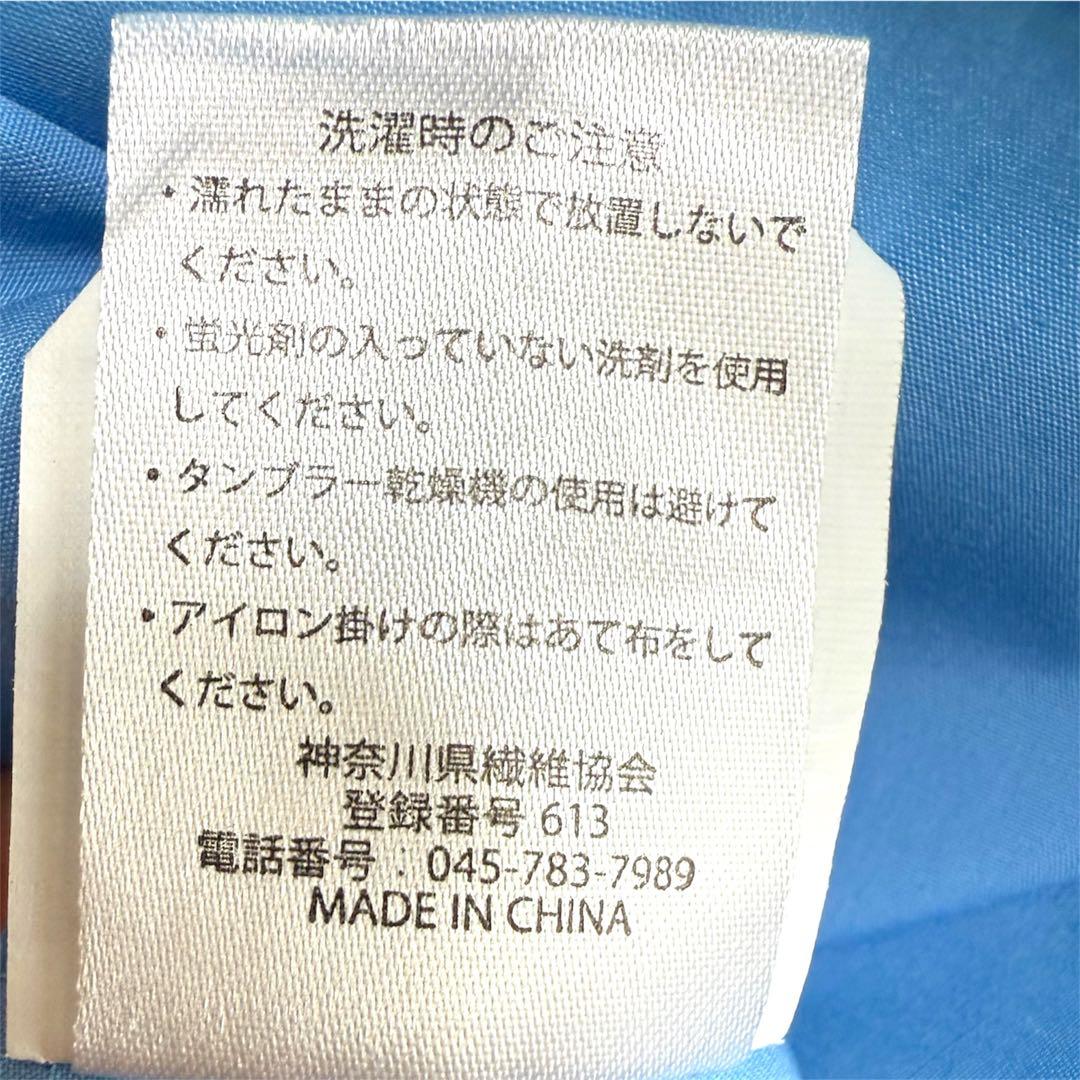 洗濯時のご注意
・濡れたままの状態で放置しないで
ください。
・蛍光剤の入っていない洗剤を使用
してください。
・タンブラー乾燥機の使用は避けて
ください。
・アイロン掛けの際はあて布をして
ください。
神奈川県繊維協会
登録番号 613
電話番号：045-783-7989
MADE IN CHINA